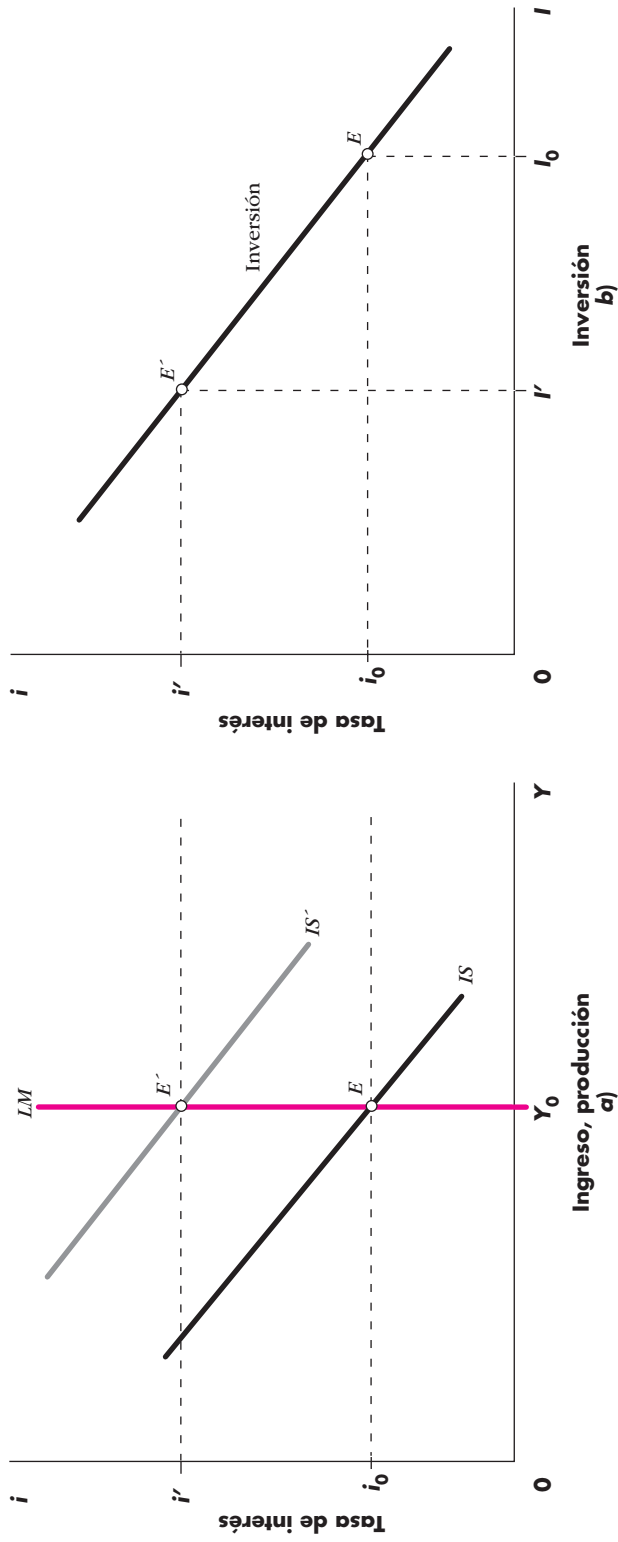 i
LM
i′
E´
IS´
i₀
E
IS
Tasa de interés
0
Y₀
Y
Ingreso, producción
a)
i
i′
E´
Inversión
i₀
E
Tasa de interés
0
I′
I₀
I
Inversión
b)